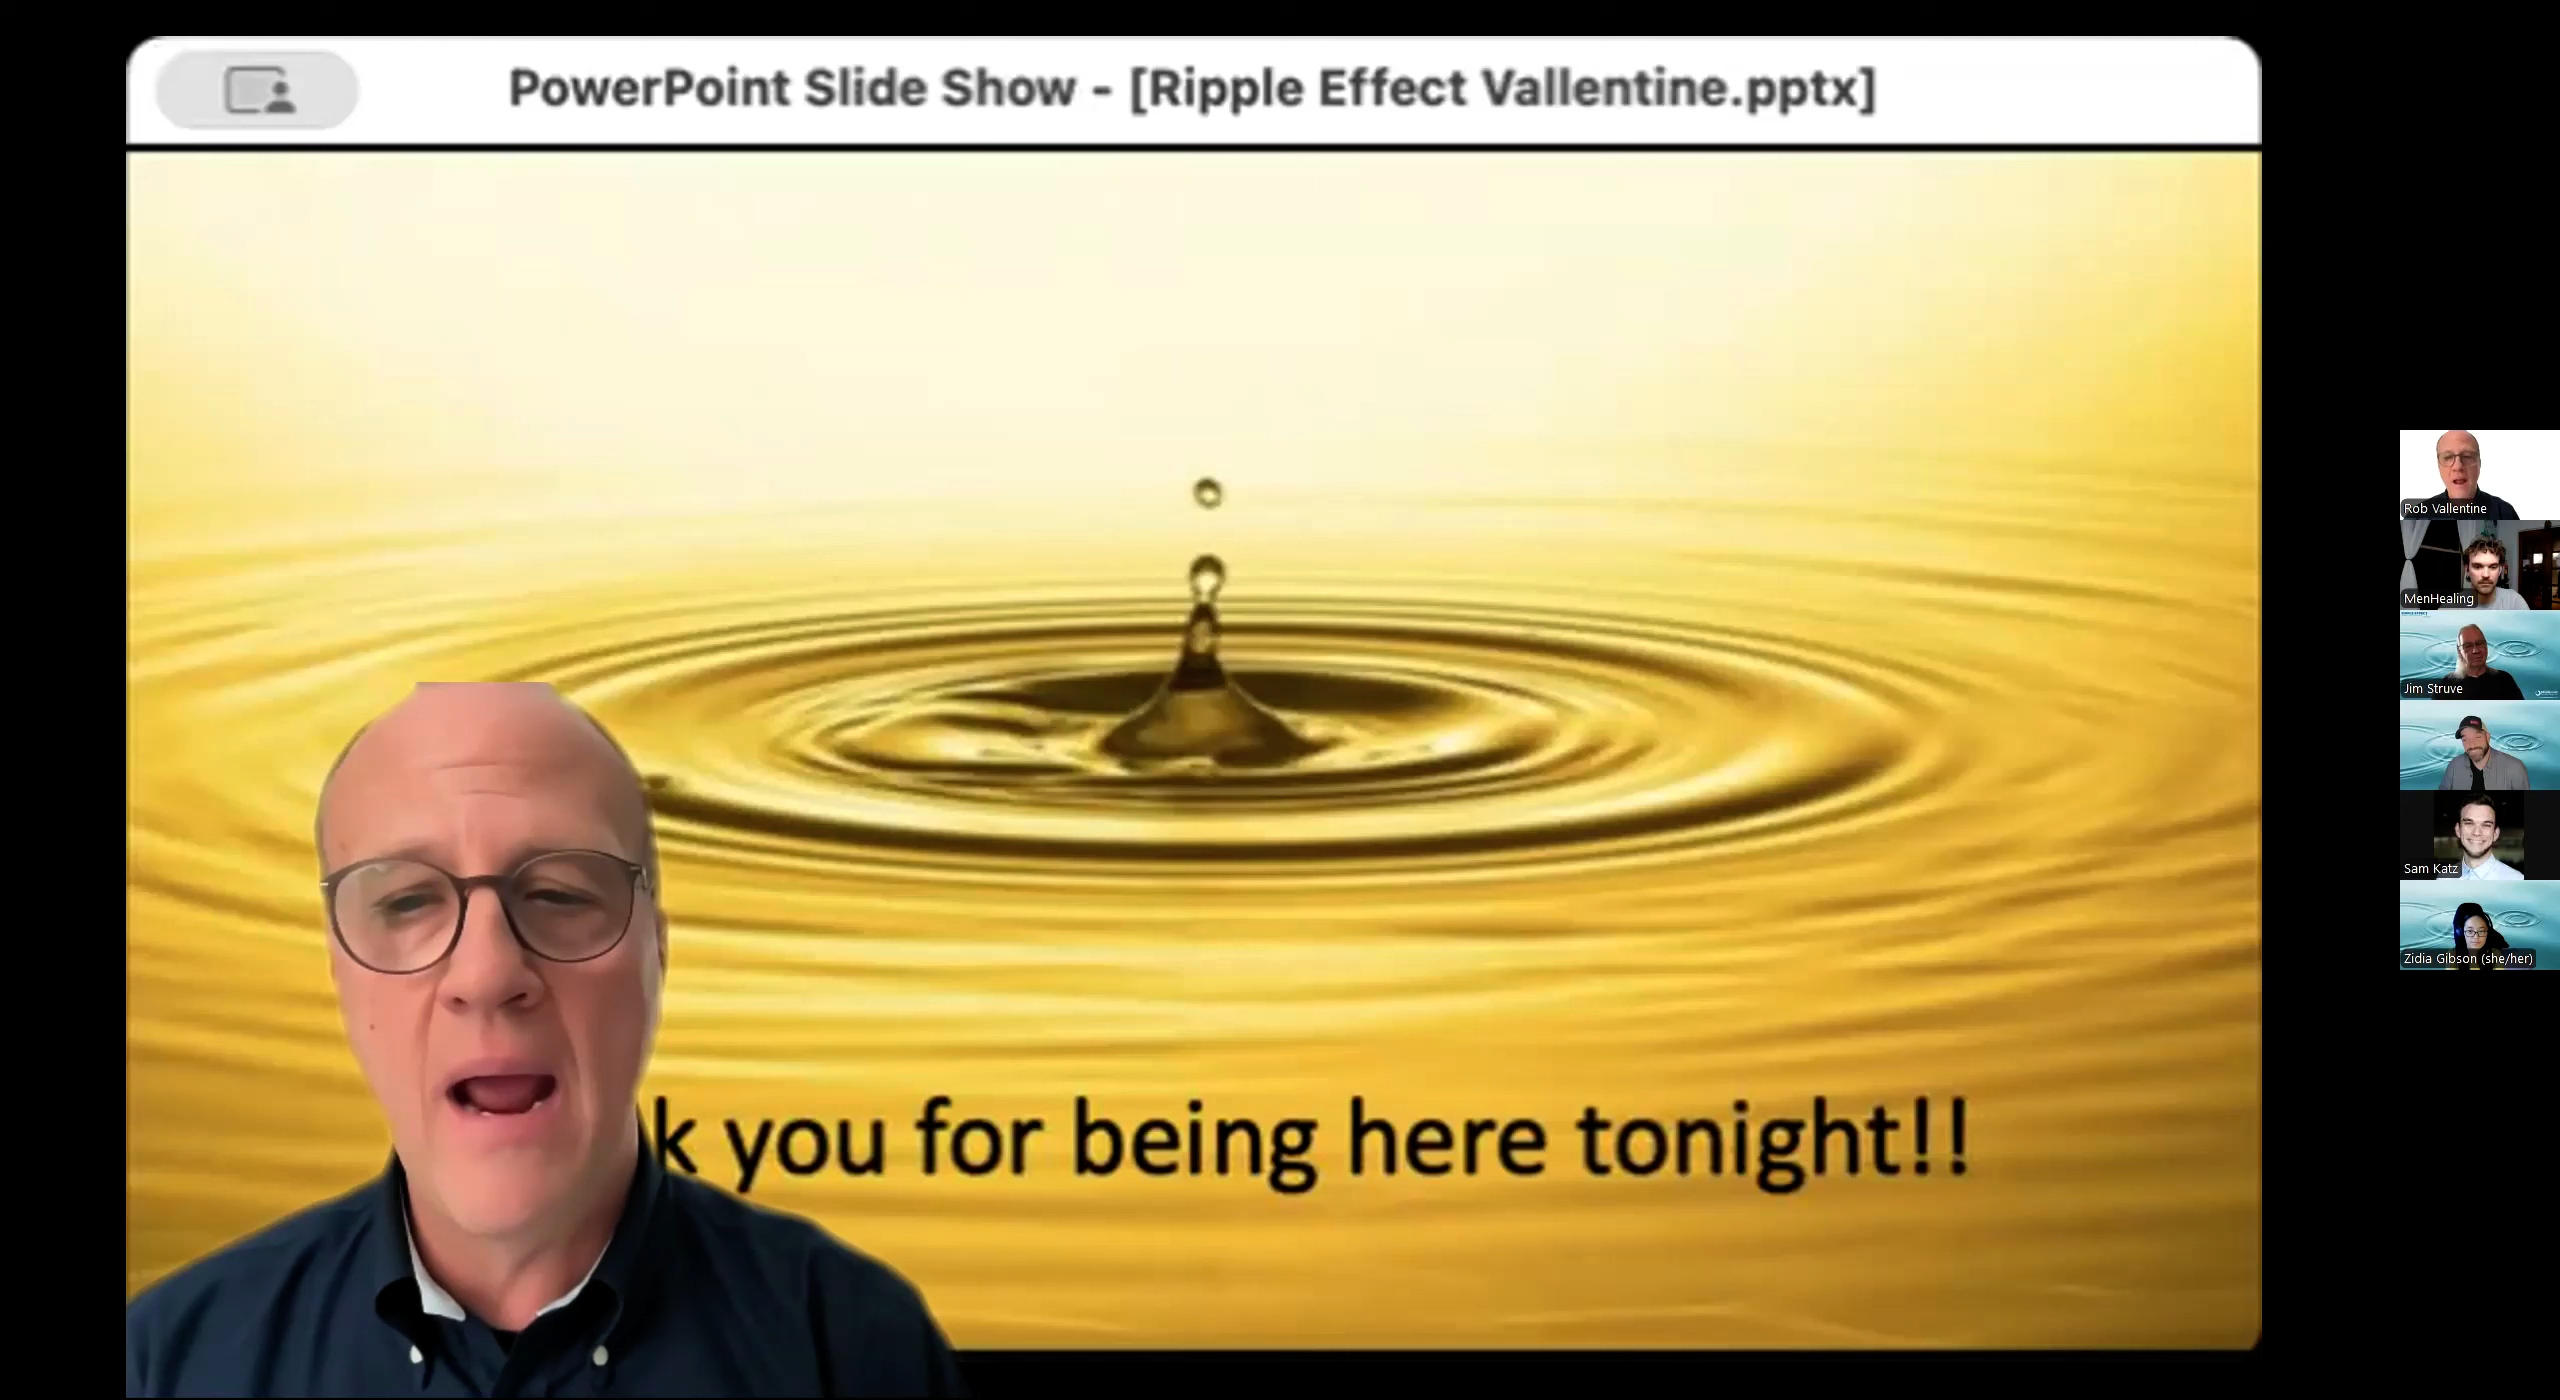 PowerPoint Slide Show - [Ripple Effect Vallentine.pptx]
k you for being here tonight!!
Rob Vallentine
MenHealing
Jim Struve
Sam Katz
Zidia Gibson (she/her)